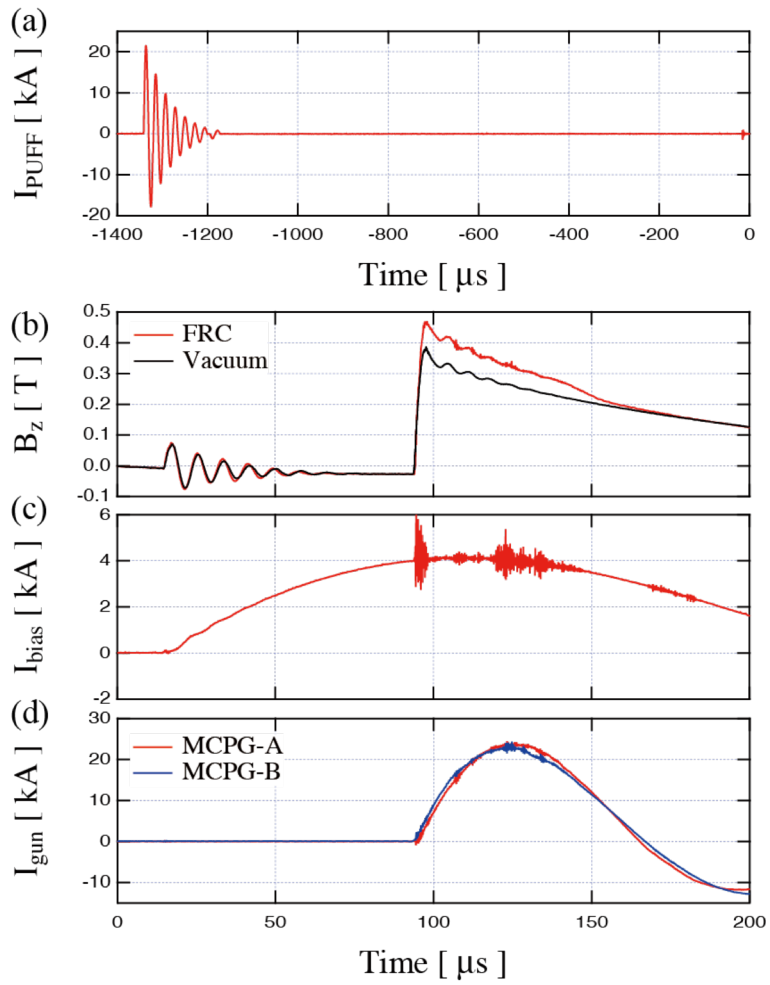 (a)
I_PUFF [ kA ]
20
10
0
-10
-20
-1400 -1200 -1000 -800 -600 -400 -200 0
Time [ μs ]
(b)
B_z [ T ]
0.5
0.4
0.3
0.2
0.1
0.0
-0.1
FRC
Vacuum
(c)
I_bias [ kA ]
6
4
2
0
-2
(d)
I_gun [ kA ]
30
20
10
0
-10
MCPG-A
MCPG-B
0 50 100 150 200
Time [ μs ]